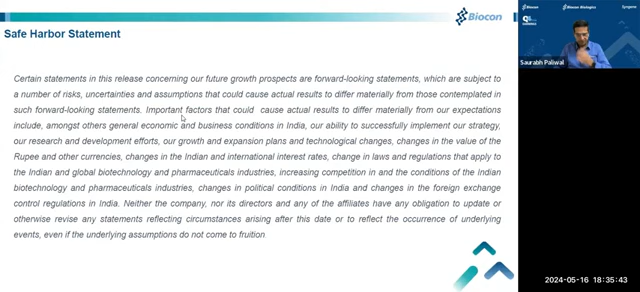 Biocon
Safe Harbor Statement
Certain statements in this release concerning our future growth prospects are forward-looking statements, which are subject to
a number of risks, uncertainties and assumptions that could cause actual results to differ materially from those contemplated in
such forward-looking statements. Important factors that could cause actual results to differ materially from our expectations
include, amongst others general economic and business conditions in India, our ability to successfully implement our strategy,
our research and development efforts, our growth and expansion plans and technological changes, changes in the value of the
Rupee and other currencies, changes in the Indian and international interest rates, change in laws and regulations that apply to
the Indian and global biotechnology and pharmaceuticals industries, increasing competition in and the conditions of the Indian
biotechnology and pharmaceuticals industries, changes in political conditions in India and changes in the foreign exchange
control regulations in India. Neither the company, nor its directors and any of the affiliates have any obligation to update or
otherwise revise any statements reflecting circumstances arising after this date or to reflect the occurrence of underlying
events, even if the underlying assumptions do not come to fruition
Biocon Biocon Biologics Syngene
Saurabh Paliwal
2024-05-16 18:35:43